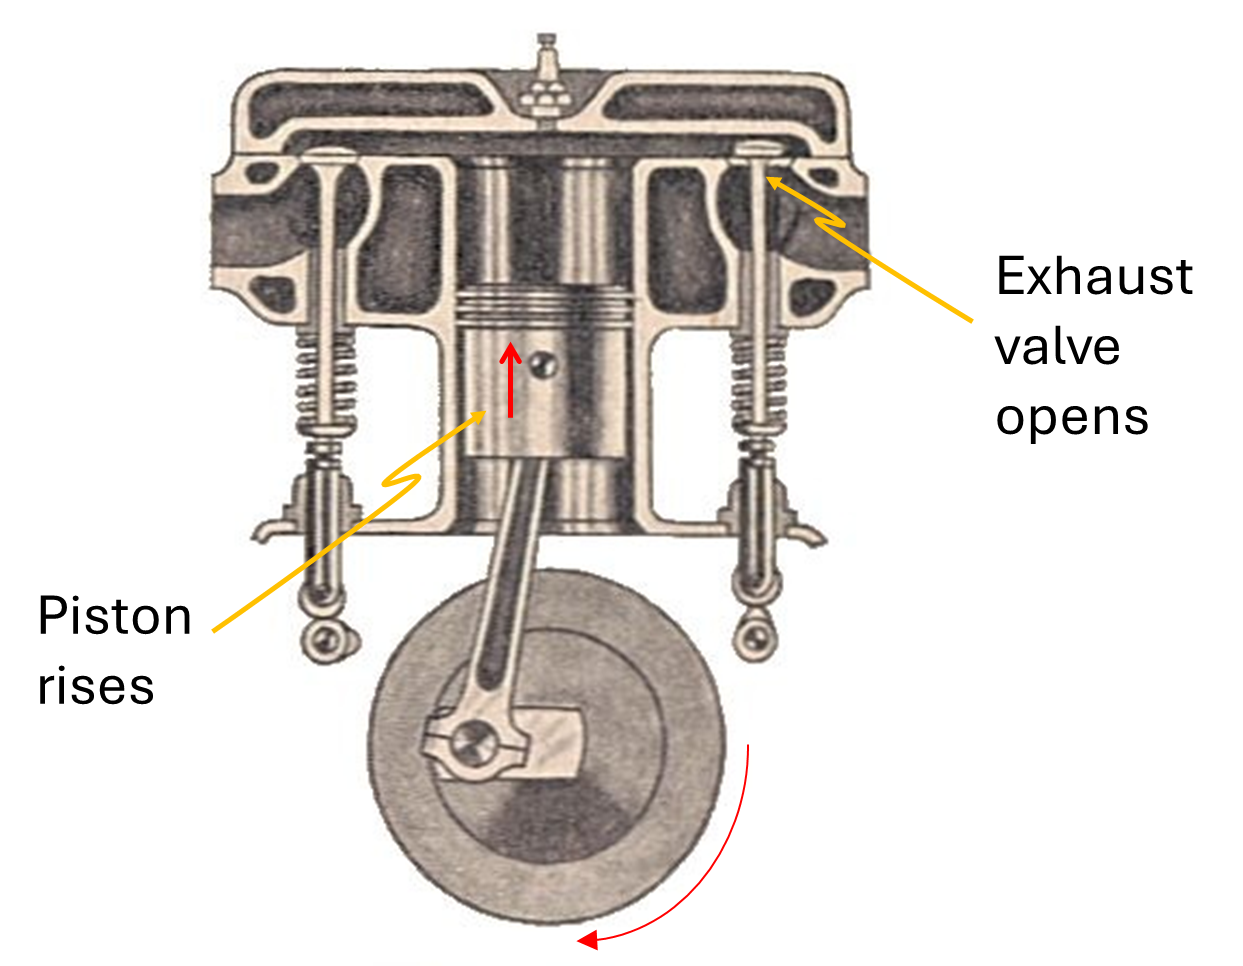 Exhaust
valve
opens
Piston
rises